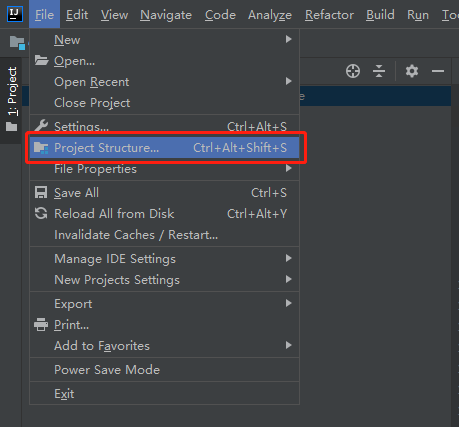 IJ File Edit View Navigate Code Analyze Refactor Build Run
1: Project
New
Open...
Open Recent
Close Project
Settings... Ctrl+Alt+S
Project Structure... Ctrl+Alt+Shift+S
File Properties
Save All Ctrl+S
Reload All from Disk Ctrl+Alt+Y
Invalidate Caches / Restart...
Manage IDE Settings
New Projects Settings
Export
Print...
Add to Favorites
Power Save Mode
Exit